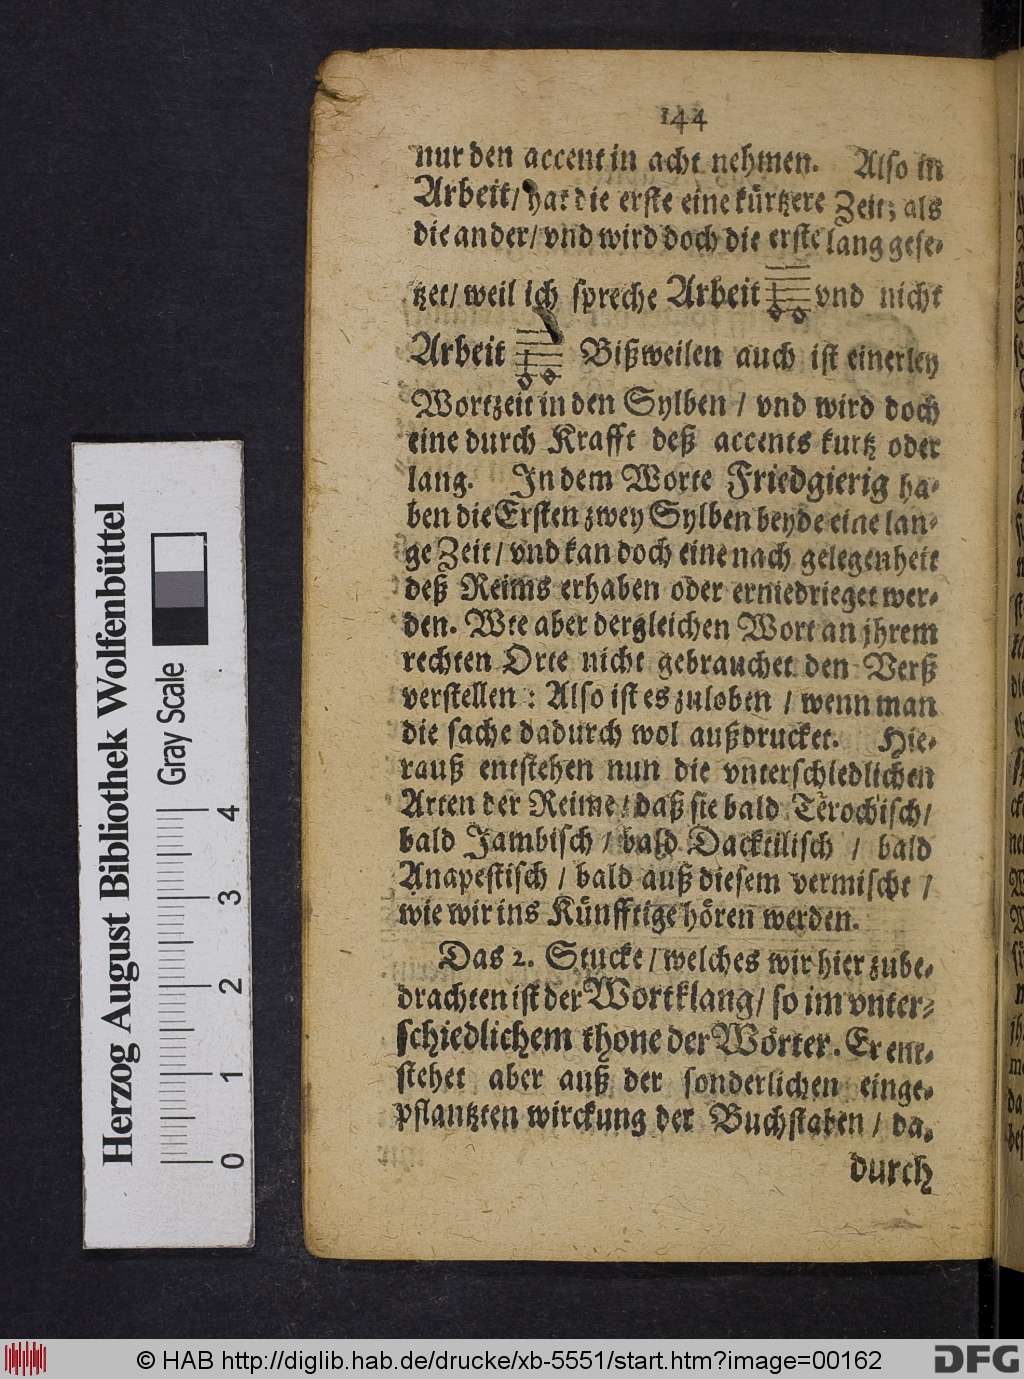 144
nur den accent in acht nehmen. Also in
Arbeit / hat die erste eine kürtzere Zeit; als
die ander / vnd wird doch die erste lang gese-
tzet / weil ich spreche Arbeit vnd nicht
Arbeit Bißweilen auch ist einerley
Wortzeit in den Sylben / vnd wird doch
eine durch Krafft deß accents kurtz oder
lang. In dem Worte Friedgierig ha-
ben die Ersten zwey Sylben beyde eine lan-
ge Zeit / vnd kan doch eine nach gelegenheit
deß Reims erhaben oder erniedrieget wer-
den. Wie aber dergleichen Wort an jhrem
rechten Orte nicht gebrauchet den Verß
verstellen : Also ist es zuloben / wenn man
die sache dadurch wol außdrucket. Hie-
rauß entstehen nun die vnterschiedlichen
Arten der Reime / daß sie bald Terochisch /
bald Jambisch / bald Dacktilisch / bald
Anapestisch / bald auß diesem vermischt /
wie wir ins Künfftige hören werden.
Das 2. Stucke / welches wir hier zube-
drachten ist der Wortklang / so im vnter-
schiedlichem thone der Wörter. Er ent-
stehet aber auß der sonderlichen einge-
pflantzten wirckung der Buchstaben / da-
durch
Herzog August Bibliothek Wolfenbüttel
Gray Scale
0 1 2 3 4
© HAB http://diglib.hab.de/drucke/xb-5551/start.htm?image=00162
DFG